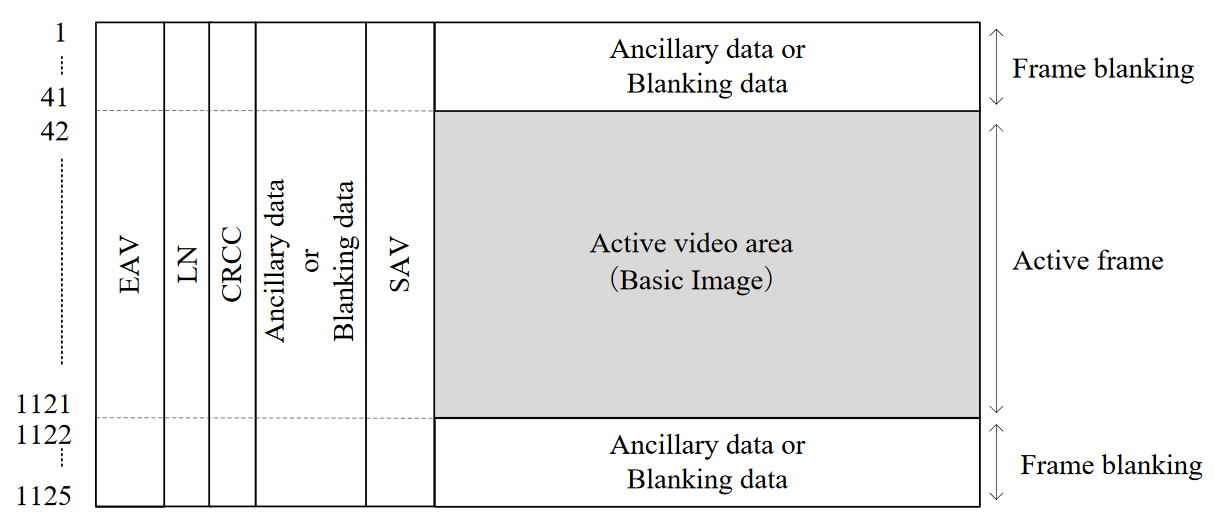 1
41
42
1121
1122
1125
EAV
LN
CRCC
Ancillary data
or
Blanking data
SAV
Ancillary data or
Blanking data
Active video area
（Basic Image）
Ancillary data or
Blanking data
Frame blanking
Active frame
Frame blanking